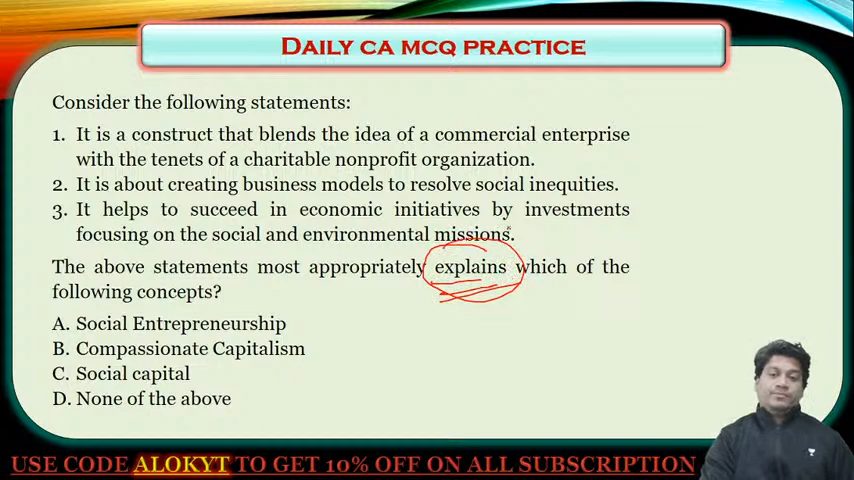 DAILY CA MCQ PRACTICE
Consider the following statements:
1. It is a construct that blends the idea of a commercial enterprise
with the tenets of a charitable nonprofit organization.
2. It is about creating business models to resolve social inequities.
3. It helps to succeed in economic initiatives by investments
focusing on the social and environmental missions.
The above statements most appropriately explains which of the
following concepts?
A. Social Entrepreneurship
B. Compassionate Capitalism
C. Social capital
D. None of the above
USE CODE ALOKYT TO GET 10% OFF ON ALL SUBSCRIPTION